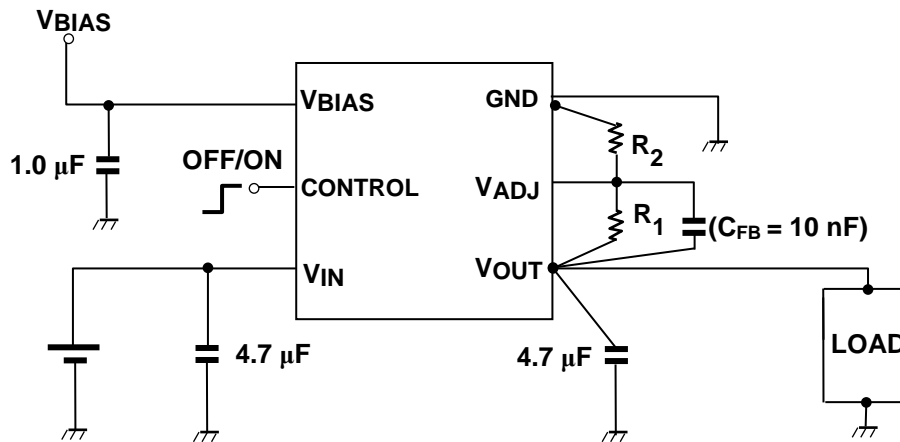 VBIAS
VBIAS
GND
1.0 μF
OFF/ON
R2
CONTROL
VADJ
R1
(CFB = 10 nF)
VIN
VOUT
4.7 μF
4.7 μF
LOAD